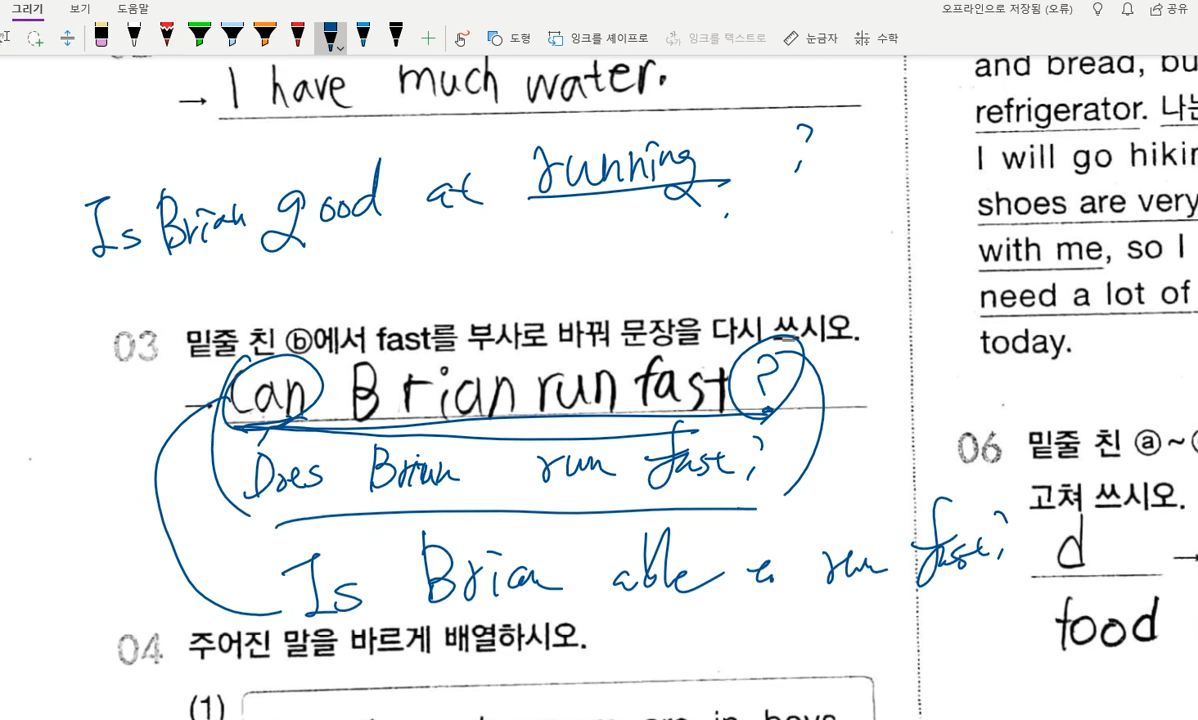 그리기 보기 도움말 오프라인으로 저장됨 (오류) 공유
도형 잉크를 셰이프로 잉크를 텍스트로 눈금자 수학
→ I have much water.
Is Brian good at running?
03 밑줄 친 ⓑ에서 fast를 부사로 바꿔 문장을 다시 쓰시오.
→ Can Brian run fast?
Does Brian run fast?
Is Brian able to run fast?
04 주어진 말을 바르게 배열하시오.
(1)
and bread, bu
refrigerator. 나는
I will go hikin
shoes are very
with me, so I
need a lot of
today.
06 밑줄 친 ⓐ~
고쳐 쓰시오.
d →
food